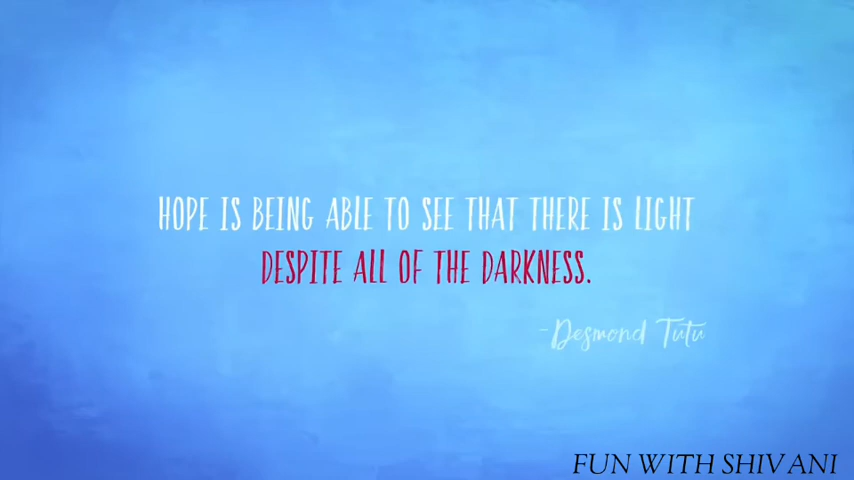 HOPE IS BEING ABLE TO SEE THAT THERE IS LIGHT
DESPITE ALL OF THE DARKNESS.
-Desmond Tutu
FUN WITH SHIVANI